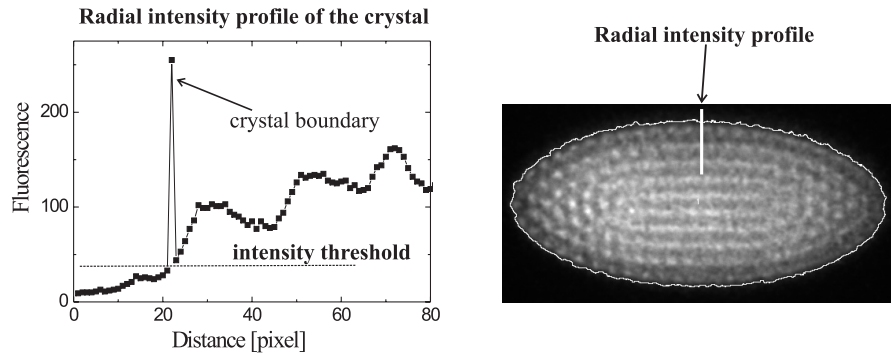 Radial intensity profile of the crystal
200
100
0
Fluorescence
crystal boundary
intensity threshold
0 20 40 60 80
Distance [pixel]
Radial intensity profile